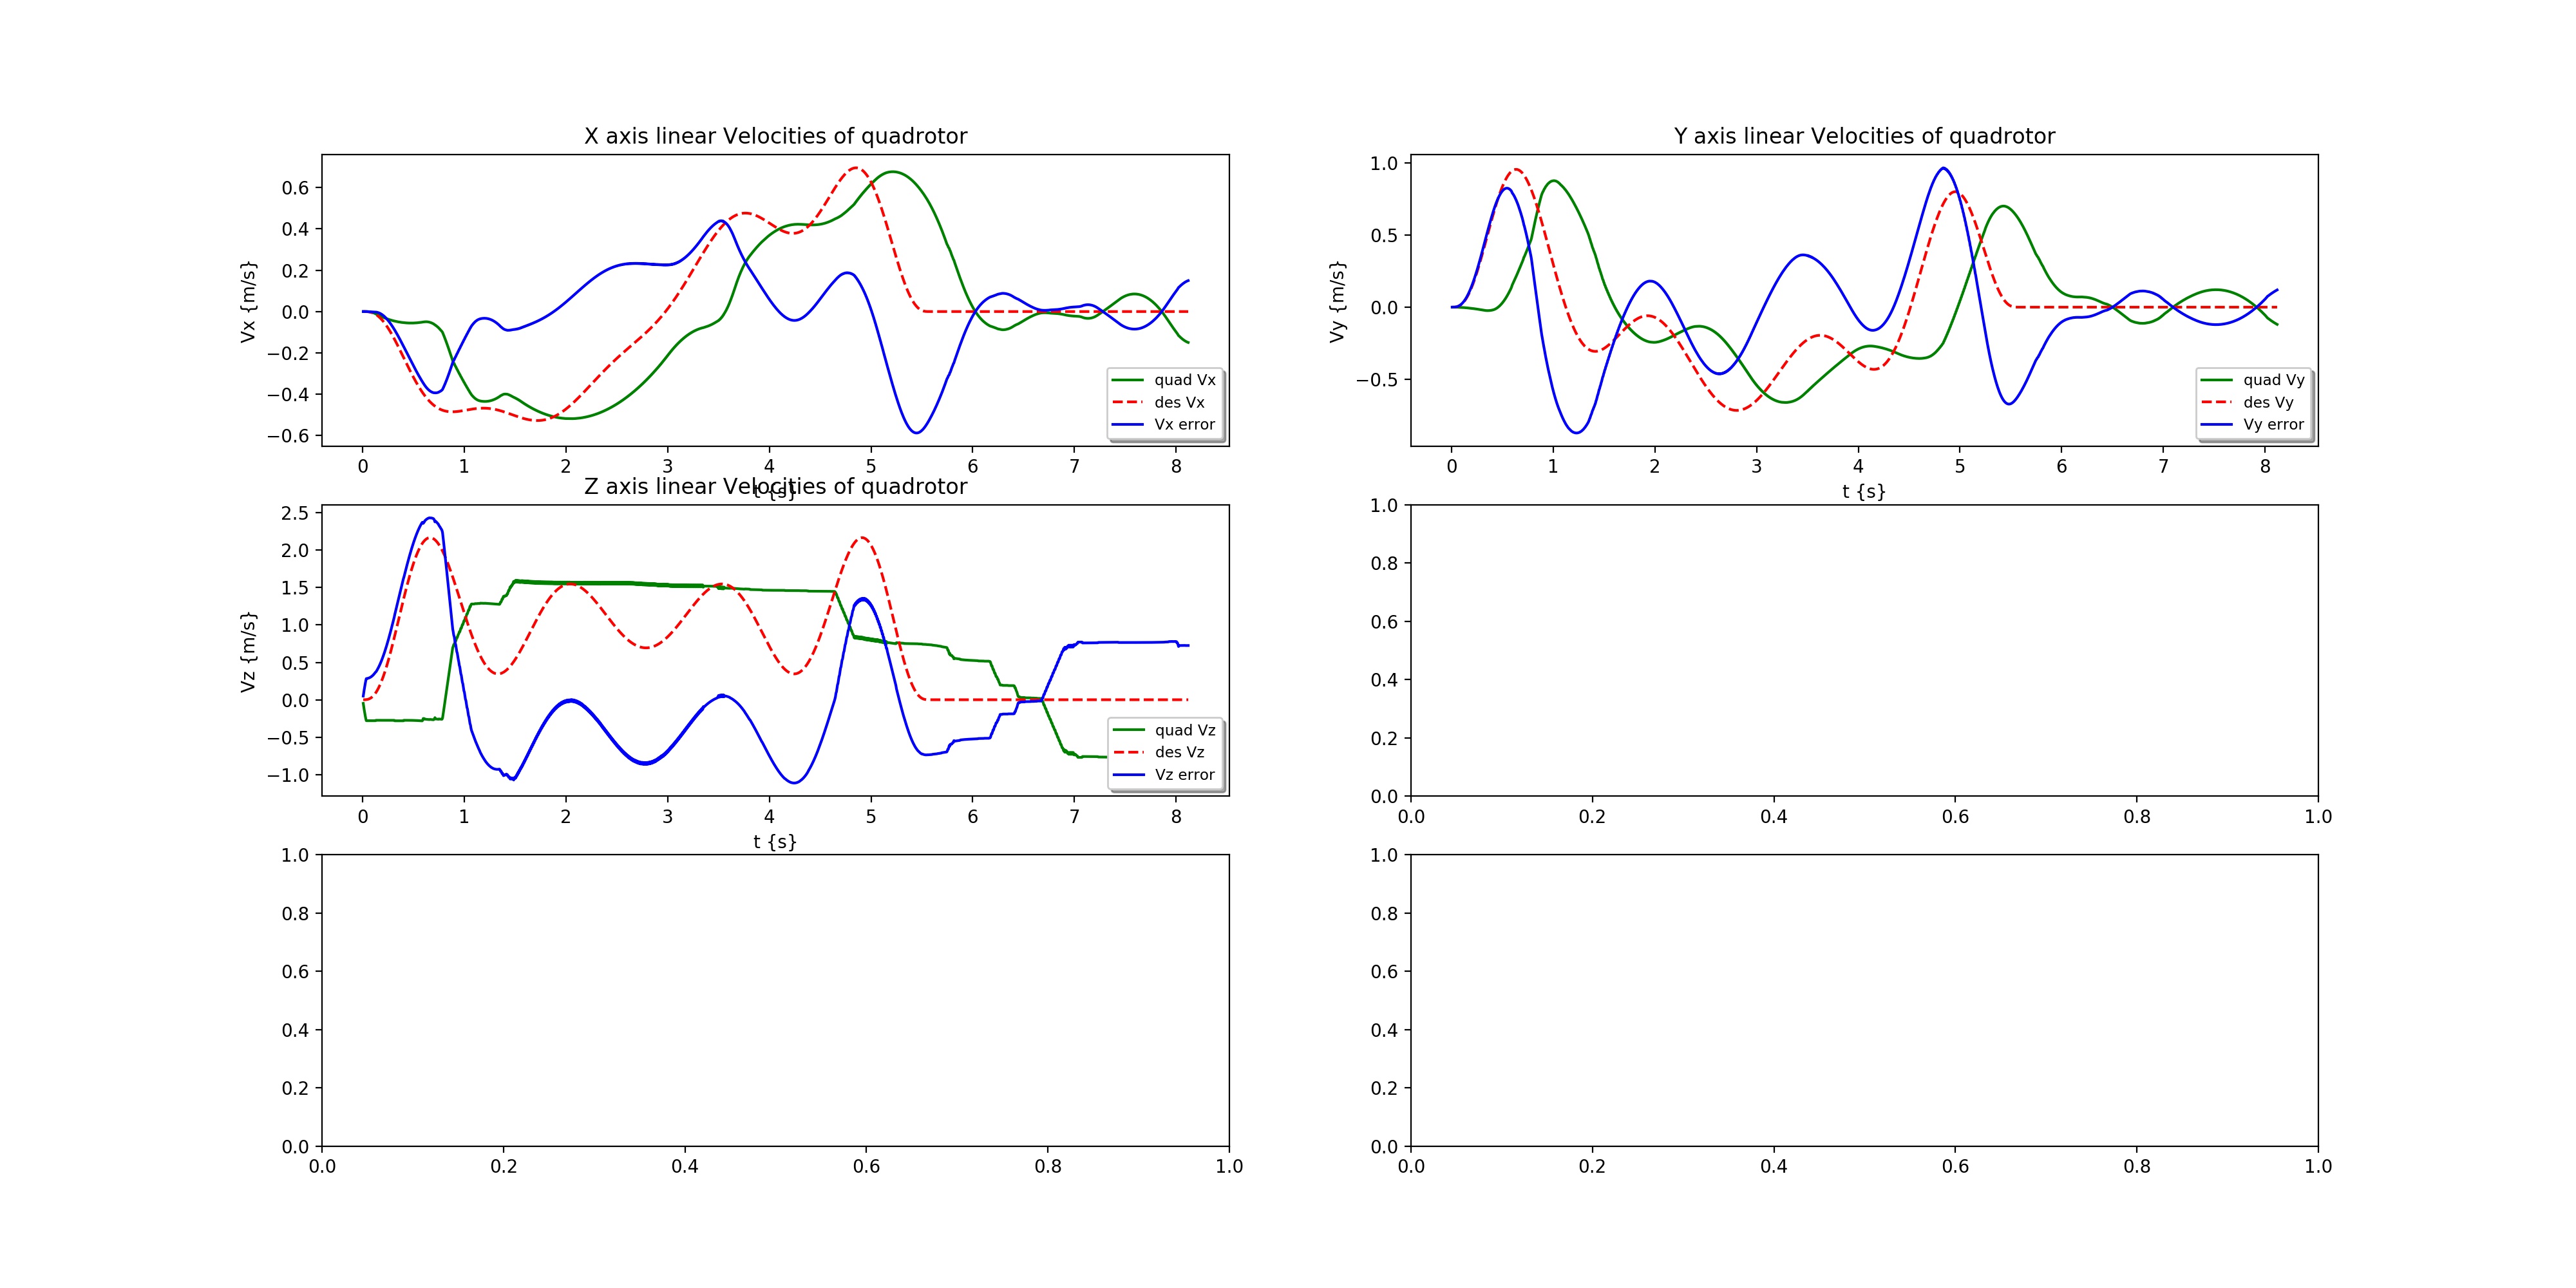 X axis linear Velocities of quadrotor
Vx {m/s}
0.6
0.4
0.2
0.0
−0.2
−0.4
−0.6
quad Vx
des Vx
Vx error
0 1 2 3 4 5 6 7 8
t {s}
Y axis linear Velocities of quadrotor
Vy {m/s}
1.0
0.5
0.0
−0.5
quad Vy
des Vy
Vy error
0 1 2 3 4 5 6 7 8
t {s}
Z axis linear Velocities of quadrotor
Vz {m/s}
2.5
2.0
1.5
1.0
0.5
0.0
−0.5
−1.0
quad Vz
des Vz
Vz error
0 1 2 3 4 5 6 7 8
t {s}
1.0
0.8
0.6
0.4
0.2
0.0
0.0 0.2 0.4 0.6 0.8 1.0
1.0
0.8
0.6
0.4
0.2
0.0
0.0 0.2 0.4 0.6 0.8 1.0
1.0
0.8
0.6
0.4
0.2
0.0
0.0 0.2 0.4 0.6 0.8 1.0